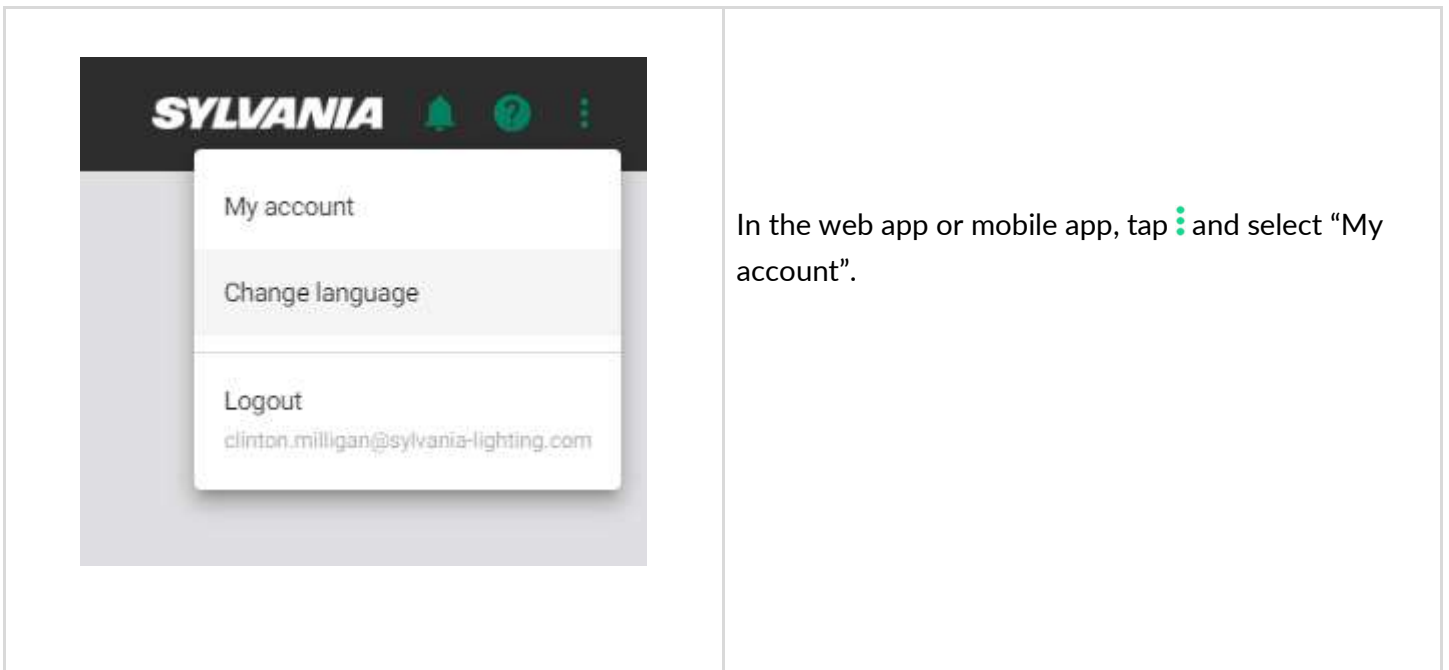 SYLVANIA
My account
Change language
Logout
clinton.milligan@sylvania-lighting.com
In the web app or mobile app, tap and select “My
account”.